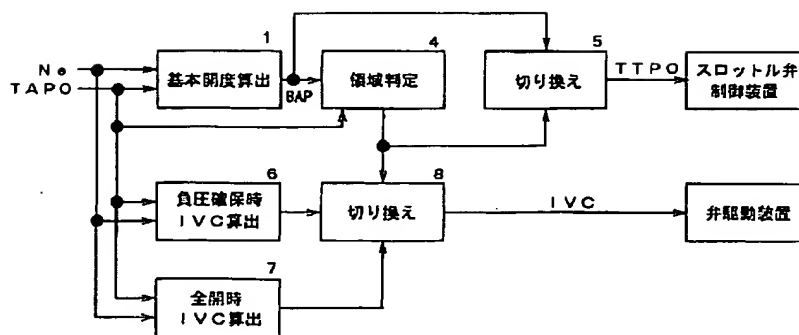 1
4
5
Ne
TAPO
基本開度算出
BAP
領域判定
切り換え
TTPO
スロットル弁
制御装置
6
負圧確保時
IVC算出
8
切り換え
IVC
弁駆動装置
7
全開時
IVC算出